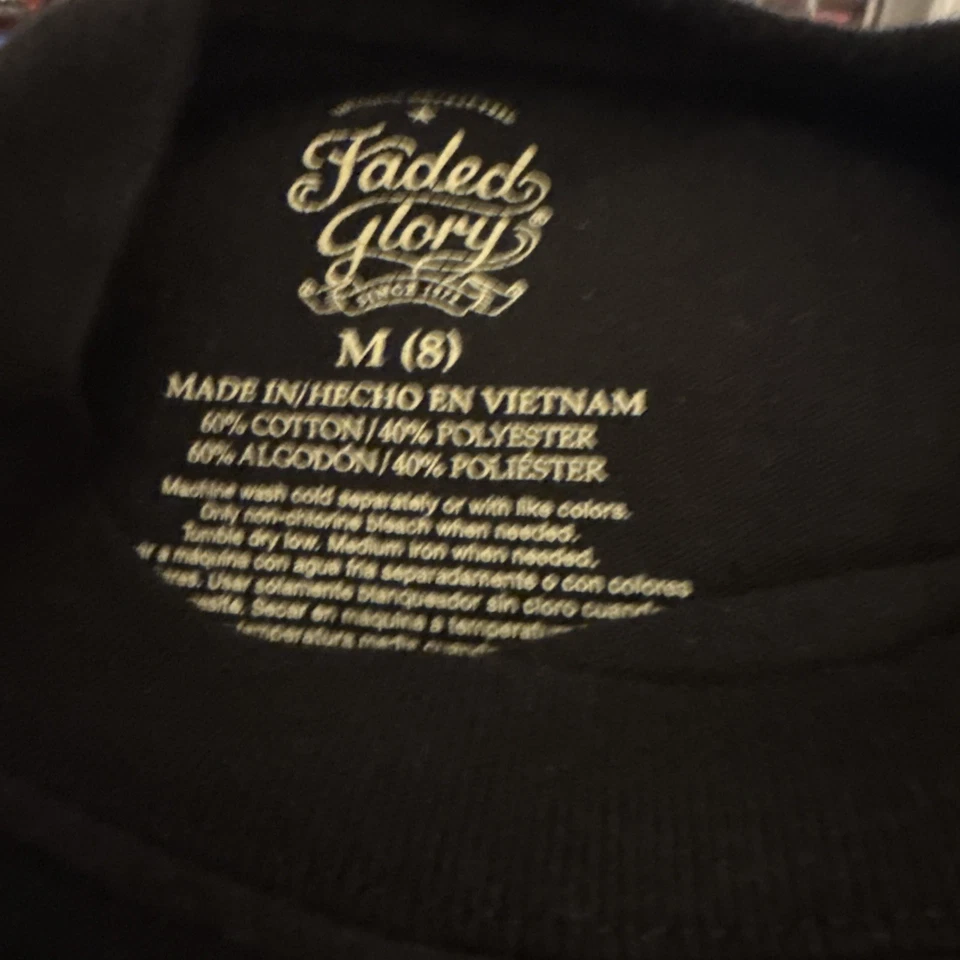 Faded
Glory
SINCE 1972
M (8)
MADE IN/HECHO EN VIETNAM
60% COTTON/40% POLYESTER
60% ALGODÓN/40% POLIÉSTER
Machine wash cold separately or with like colors.
Only non-chlorine bleach when needed.
Tumble dry low. Medium iron when needed.
a máquina con agua fría separadamente o con colores
Usar solamente blanqueador sin cloro
Secar en máquina a